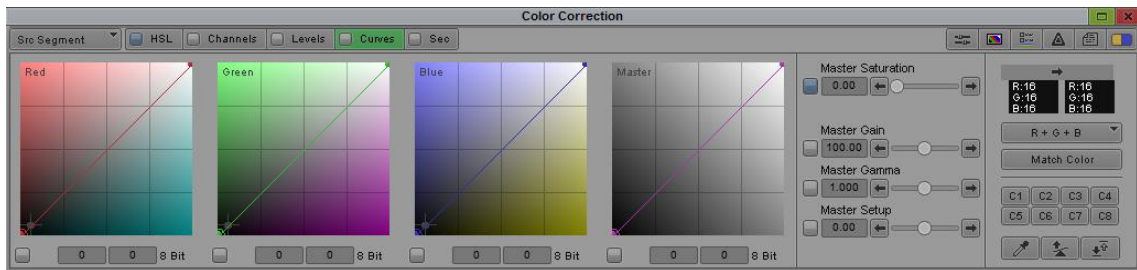 Color Correction
Src Segment HSL Channels Levels Curves Sec
Red Green Blue Master
Master Saturation
0.00
Master Gain
100.00
Master Gamma
1.000
Master Setup
0.00
R:16 R:16
G:16 G:16
B:16 B:16
R + G + B
Match Color
C1 C2 C3 C4
C5 C6 C7 C8
0 0 8 Bit 0 0 8 Bit 0 0 8 Bit 0 0 8 Bit